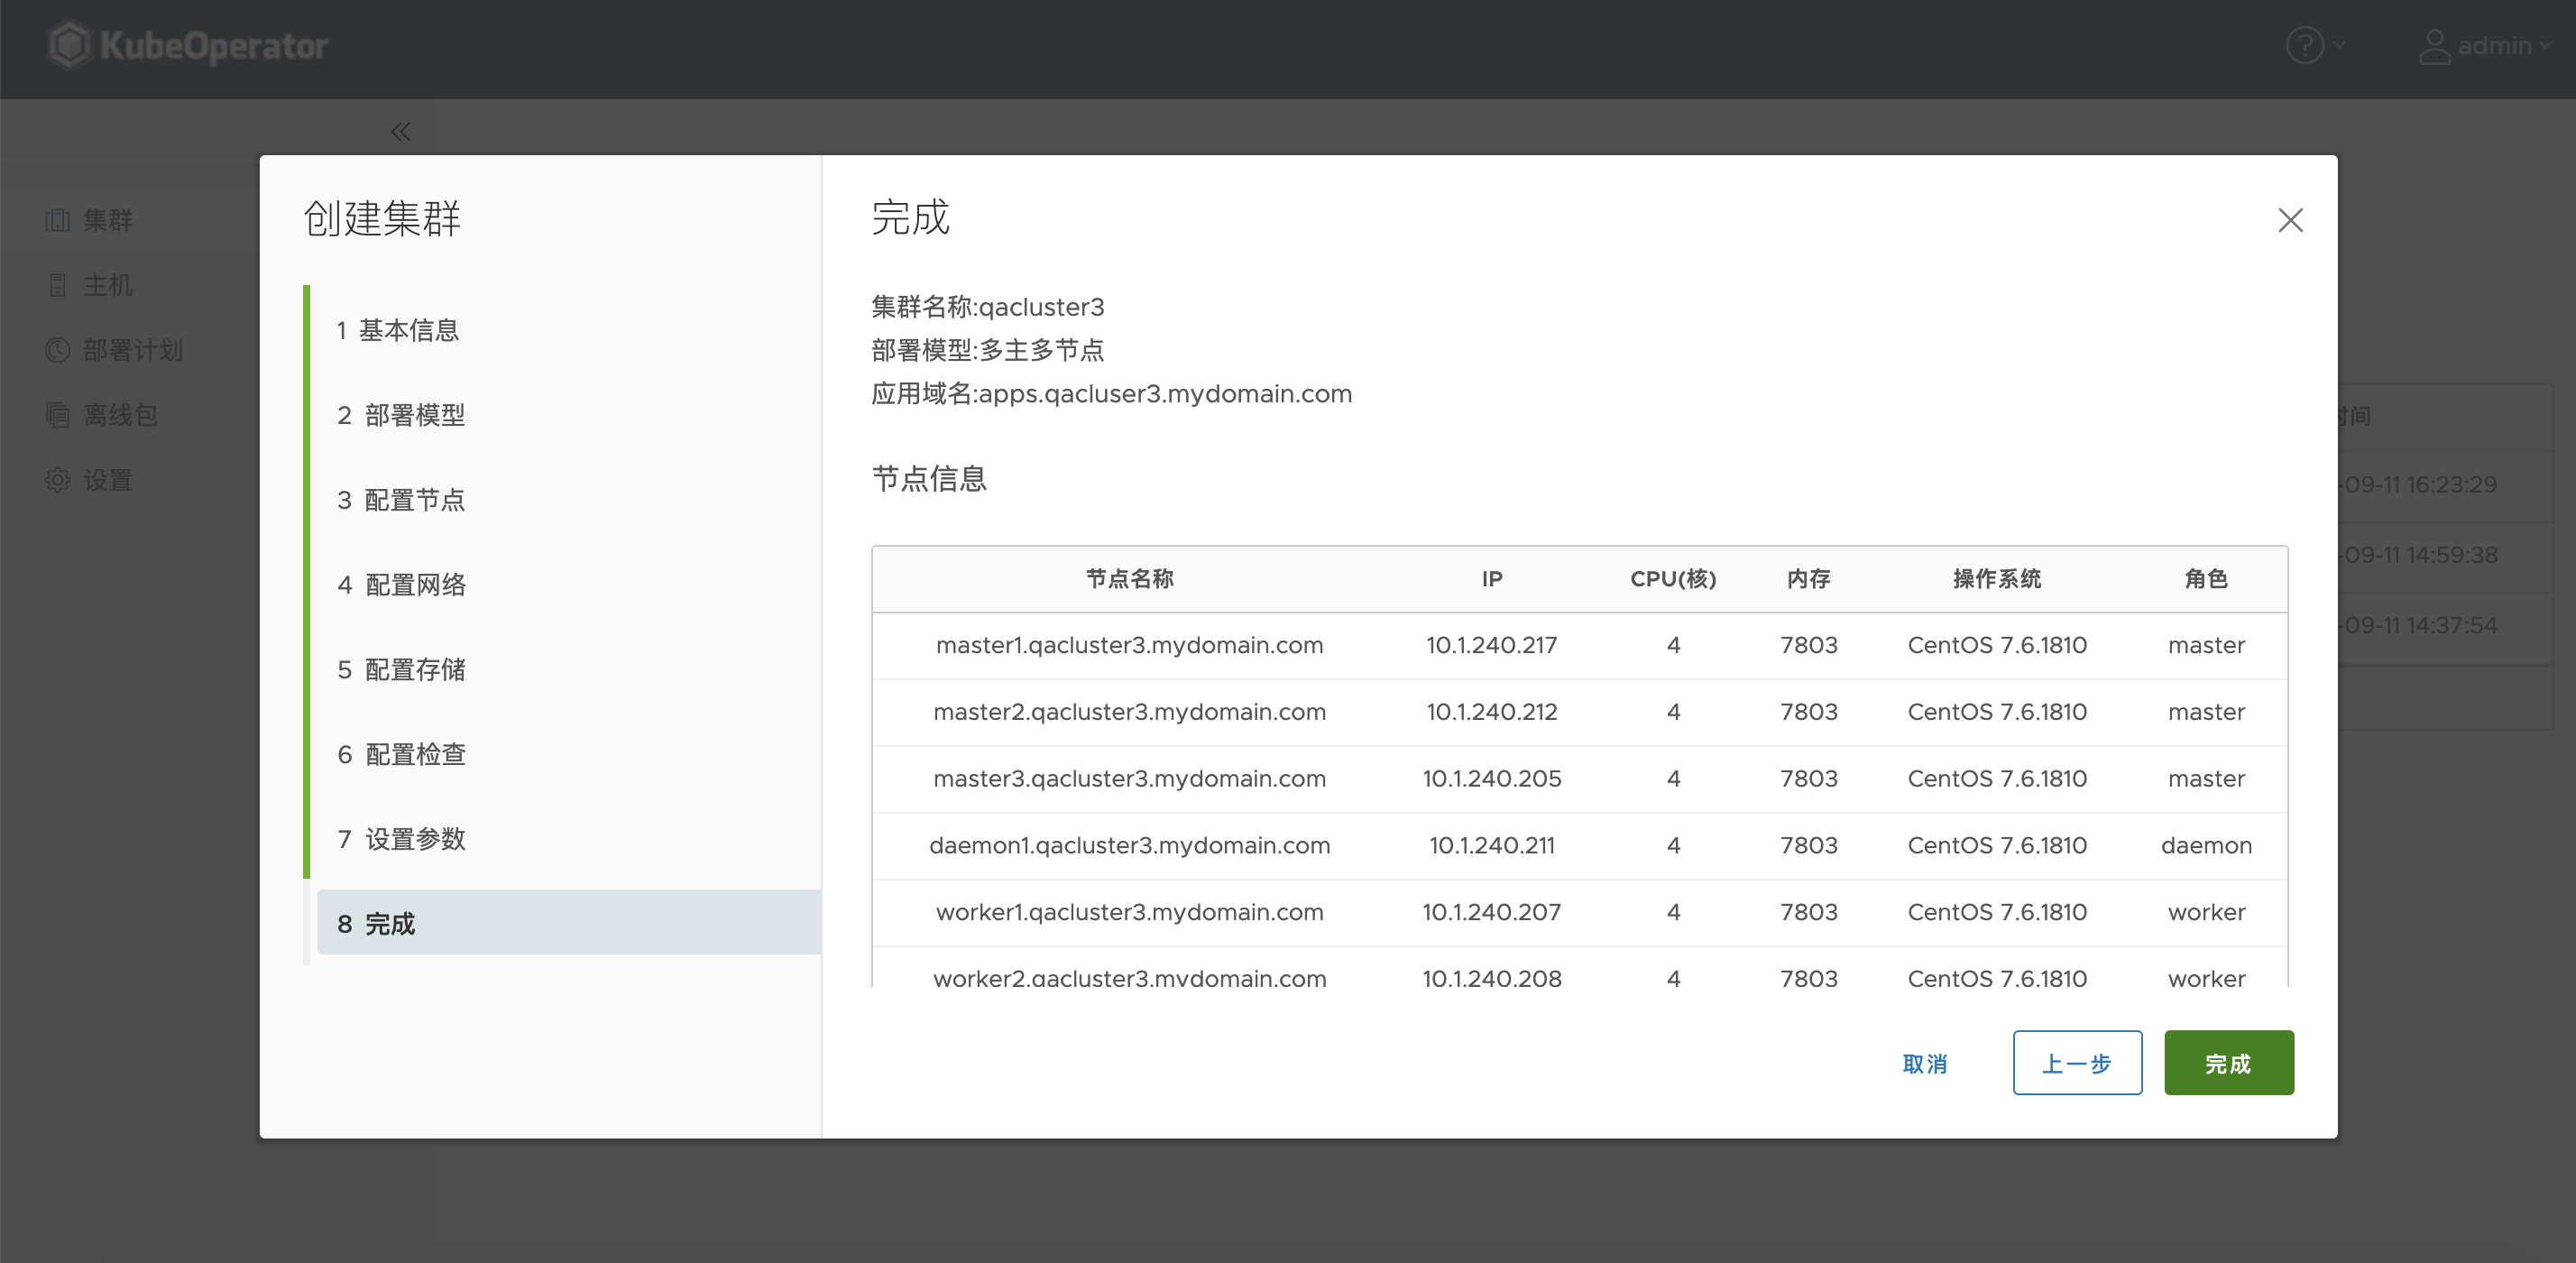 KubeOperator
admin
集群
主机
部署计划
离线包
设置
时间
-09-11 16:23:29
-09-11 14:59:38
-09-11 14:37:54
创建集群
1 基本信息
2 部署模型
3 配置节点
4 配置网络
5 配置存储
6 配置检查
7 设置参数
8 完成
完成
集群名称:qacluster3
部署模型:多主多节点
应用域名:apps.qacluser3.mydomain.com
节点信息
节点名称 IP CPU(核) 内存 操作系统 角色
master1.qacluster3.mydomain.com 10.1.240.217 4 7803 CentOS 7.6.1810 master
master2.qacluster3.mydomain.com 10.1.240.212 4 7803 CentOS 7.6.1810 master
master3.qacluster3.mydomain.com 10.1.240.205 4 7803 CentOS 7.6.1810 master
daemon1.qacluster3.mydomain.com 10.1.240.211 4 7803 CentOS 7.6.1810 daemon
worker1.qacluster3.mydomain.com 10.1.240.207 4 7803 CentOS 7.6.1810 worker
worker2.qacluster3.mydomain.com 10.1.240.208 4 7803 CentOS 7.6.1810 worker
取消 上一步 完成